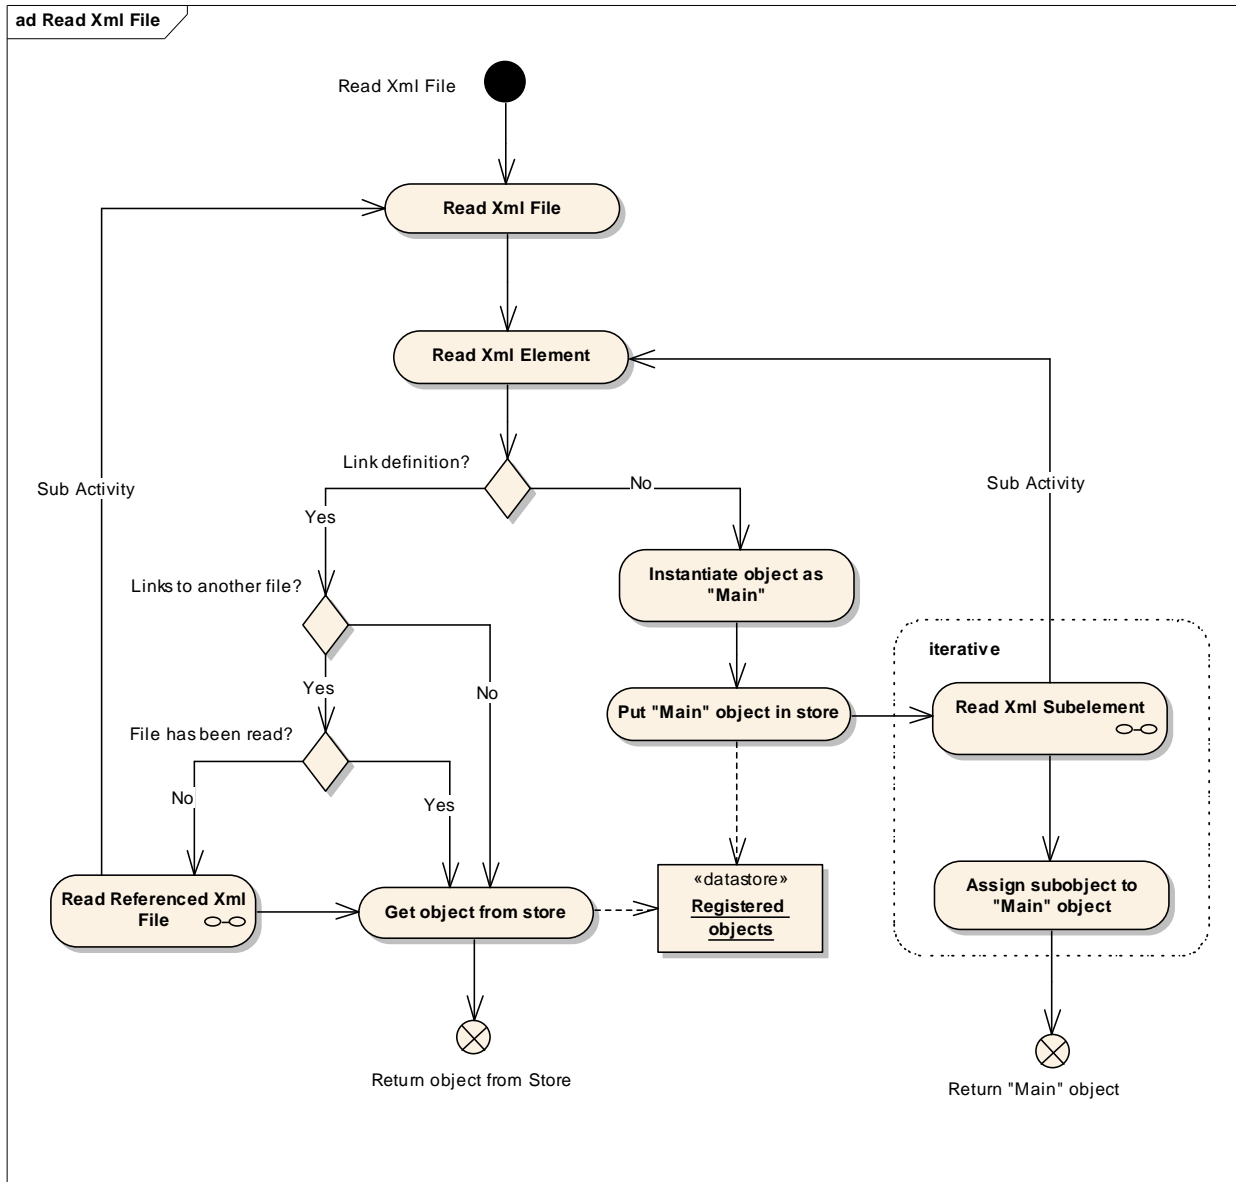 ad Read Xml File
Read Xml File
Read Xml File
Read Xml Element
Link definition?
No
Sub Activity
Sub Activity
Yes
Instantiate object as
"Main"
Links to another file?
iterative
Yes
No
Put "Main" object in store
Read Xml Subelement
File has been read?
No
Yes
«datastore»
Registered
objects
Read Referenced Xml
File
Get object from store
Assign subobject to
"Main" object
Return object from Store
Return "Main" object